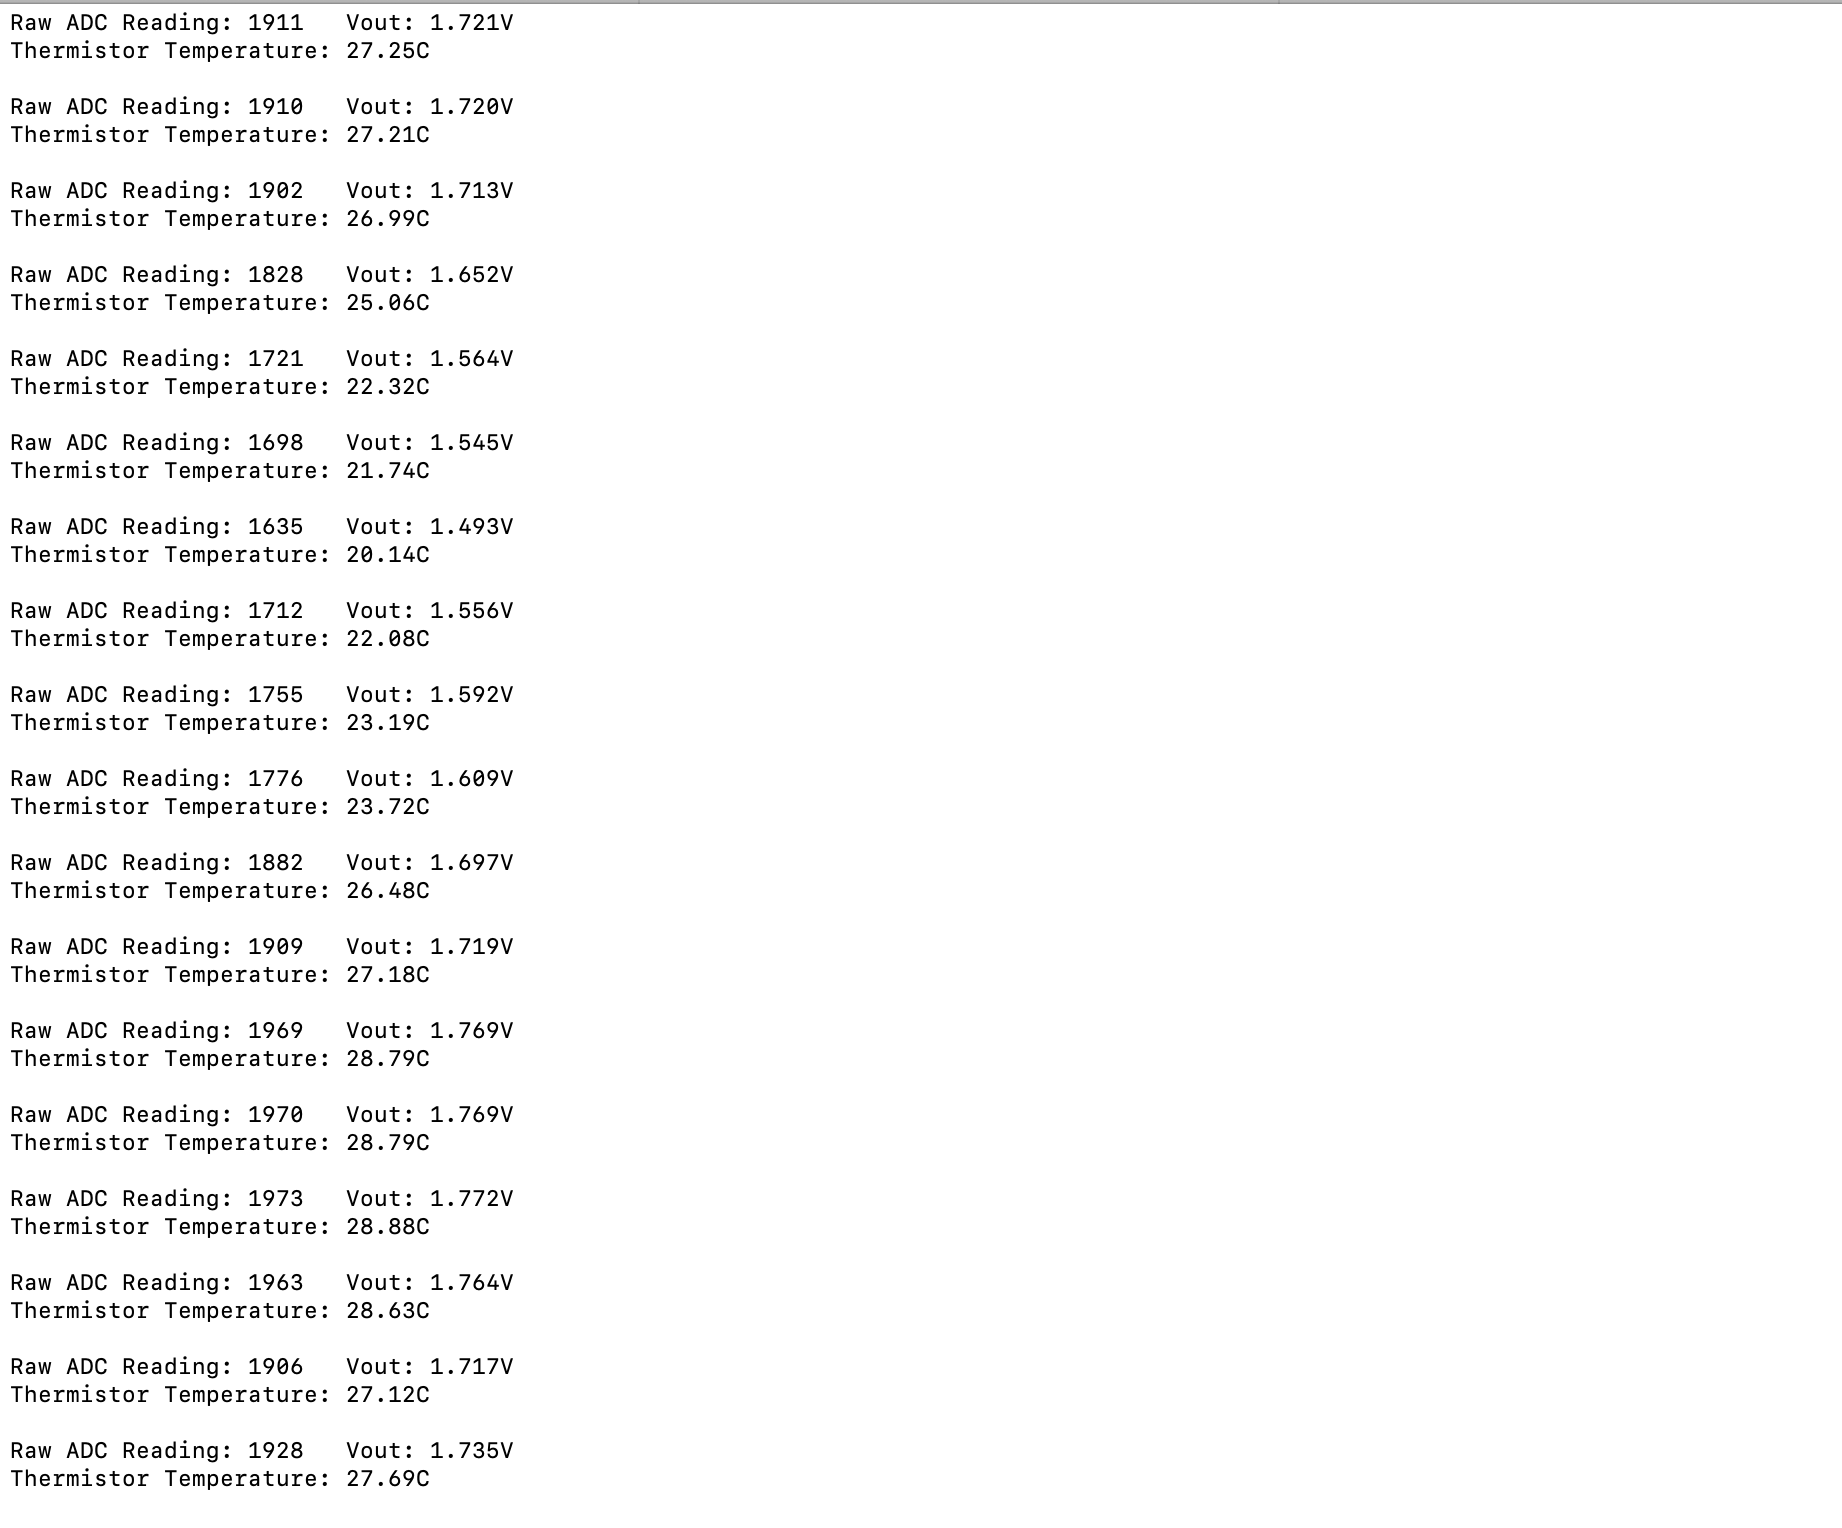 Raw ADC Reading: 1911   Vout: 1.721V
Thermistor Temperature: 27.25C
Raw ADC Reading: 1910   Vout: 1.720V
Thermistor Temperature: 27.21C
Raw ADC Reading: 1902   Vout: 1.713V
Thermistor Temperature: 26.99C
Raw ADC Reading: 1828   Vout: 1.652V
Thermistor Temperature: 25.06C
Raw ADC Reading: 1721   Vout: 1.564V
Thermistor Temperature: 22.32C
Raw ADC Reading: 1698   Vout: 1.545V
Thermistor Temperature: 21.74C
Raw ADC Reading: 1635   Vout: 1.493V
Thermistor Temperature: 20.14C
Raw ADC Reading: 1712   Vout: 1.556V
Thermistor Temperature: 22.08C
Raw ADC Reading: 1755   Vout: 1.592V
Thermistor Temperature: 23.19C
Raw ADC Reading: 1776   Vout: 1.609V
Thermistor Temperature: 23.72C
Raw ADC Reading: 1882   Vout: 1.697V
Thermistor Temperature: 26.48C
Raw ADC Reading: 1909   Vout: 1.719V
Thermistor Temperature: 27.18C
Raw ADC Reading: 1969   Vout: 1.769V
Thermistor Temperature: 28.79C
Raw ADC Reading: 1970   Vout: 1.769V
Thermistor Temperature: 28.79C
Raw ADC Reading: 1973   Vout: 1.772V
Thermistor Temperature: 28.88C
Raw ADC Reading: 1963   Vout: 1.764V
Thermistor Temperature: 28.63C
Raw ADC Reading: 1906   Vout: 1.717V
Thermistor Temperature: 27.12C
Raw ADC Reading: 1928   Vout: 1.735V
Thermistor Temperature: 27.69C